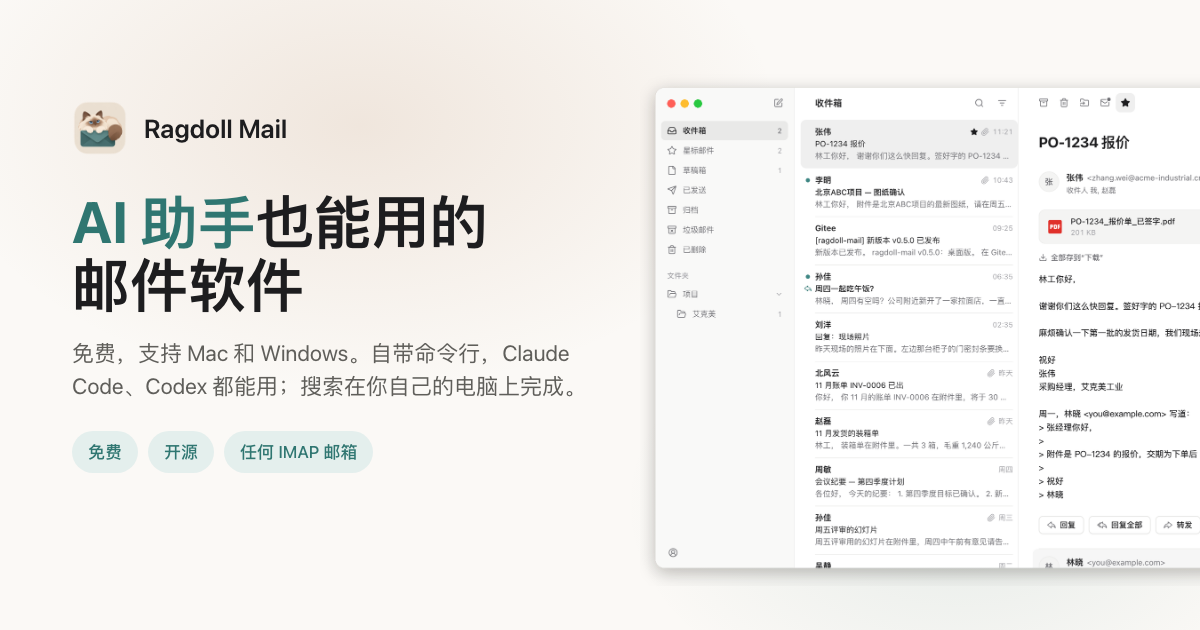 Ragdoll Mail
AI 助手也能用的
邮件软件
免费，支持 Mac 和 Windows。自带命令行，Claude
Code、Codex 都能用；搜索在你自己的电脑上完成。
免费
开源
任何 IMAP 邮箱
收件箱 2
星标邮件 2
草稿箱 1
已发送
归档
垃圾邮件
已删除
文件夹
项目
艾克美 1
收件箱
张伟 11:21
PO-1234 报价
林工你好， 谢谢你们这么快回复。签好字的 PO-1234 ...
李明 10:43
北京ABC项目 — 图纸确认
林工你好， 附件是北京ABC项目的最新图纸，请在周五...
Gitee 09:25
[ragdoll-mail] 新版本 v0.5.0 已发布
新版本已发布。 ragdoll-mail v0.5.0：桌面版。 在 Gite...
孙佳 06:35
周四一起吃午饭？
林晓， 周四有空吗？公司附近新开了一家拉面店，一直...
刘洋 02:39
回复：现场照片
昨天现场的照片在下面。左边那台柜子的门密封条要换...
北风云 昨天
11 月账单 INV-0006 已出
你好， 你 11 月的账单 INV-0006 在附件里，将于 30 ...
赵磊 昨天
11 月发货的装箱单
林工， 装箱单在附件里。一共 3 箱，毛重 1,240 公斤...
周敏 周四
会议纪要 — 第四季度计划
各位好， 今天的纪要： 1. 第四季度目标已确认。 2. 新...
孙佳 周三
周五评审的幻灯片
周五评审用的幻灯片在附件里，周四中午前有意见请告...
PO-1234 报价
张
张伟 <zhang.wei@acme-industrial.c
收件人 我, 赵磊
PDF
PO-1234_报价单_已签字.pdf
201 KB
全部存到"下载"
林工你好，
谢谢你们这么快回复。签好字的 PO-1234
麻烦确认一下第一批的发货日期，我们现场
祝好
张伟
采购经理，艾克美工业
周一，林晓 <you@example.com> 写道：
> 张经理你好，
>
> 附件是 PO-1234 的报价，交期为下单后
>
> 祝好
> 林晓
回复
回复全部
转发
林
林晓 <you@example.com>